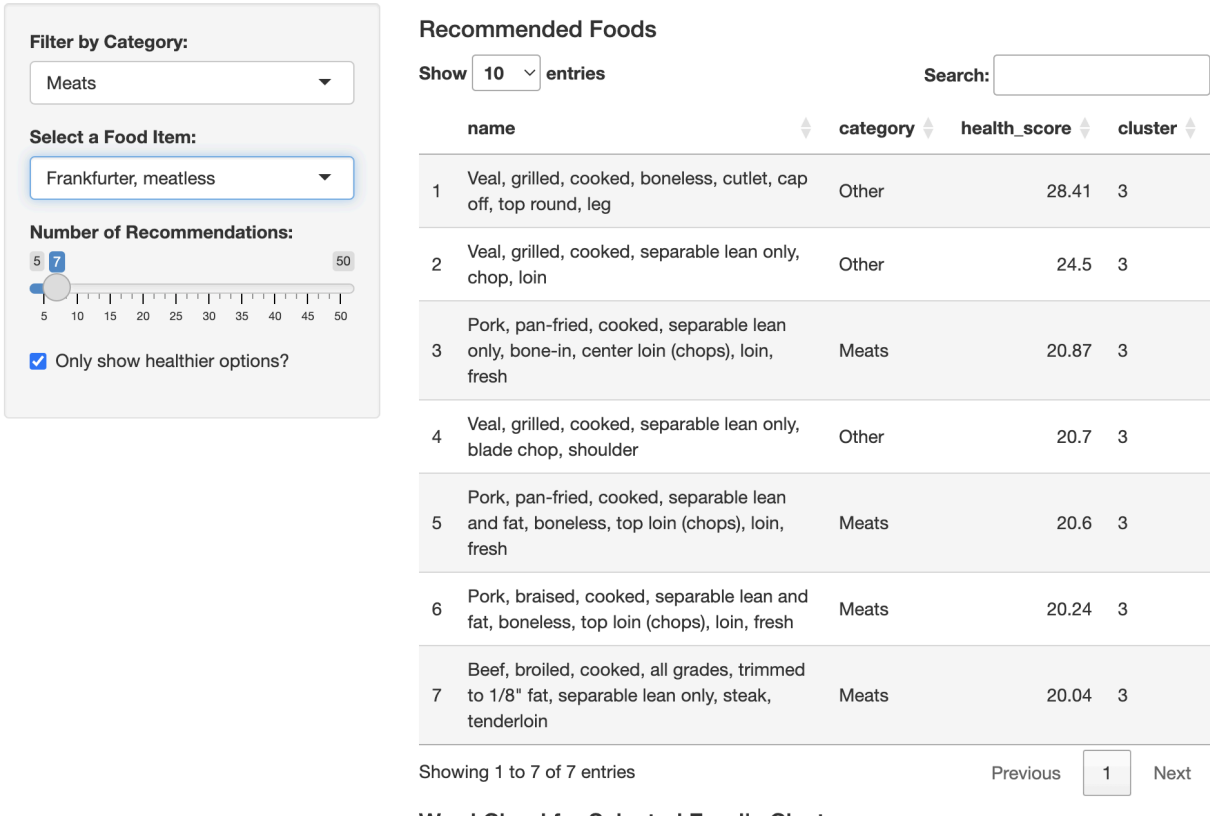 Filter by Category:
Meats
Select a Food Item:
Frankfurter, meatless
Number of Recommendations:
5 7 50
5 10 15 20 25 30 35 40 45 50
Only show healthier options?
Recommended Foods
Show 10 entries
Search:
name category health_score cluster
1 Veal, grilled, cooked, boneless, cutlet, cap
off, top round, leg Other 28.41 3
2 Veal, grilled, cooked, separable lean only,
chop, loin Other 24.5 3
3 Pork, pan-fried, cooked, separable lean
only, bone-in, center loin (chops), loin,
fresh Meats 20.87 3
4 Veal, grilled, cooked, separable lean only,
blade chop, shoulder Other 20.7 3
5 Pork, pan-fried, cooked, separable lean
and fat, boneless, top loin (chops), loin,
fresh Meats 20.6 3
6 Pork, braised, cooked, separable lean and
fat, boneless, top loin (chops), loin, fresh Meats 20.24 3
7 Beef, broiled, cooked, all grades, trimmed
to 1/8" fat, separable lean only, steak,
tenderloin Meats 20.04 3
Showing 1 to 7 of 7 entries
Previous 1 Next